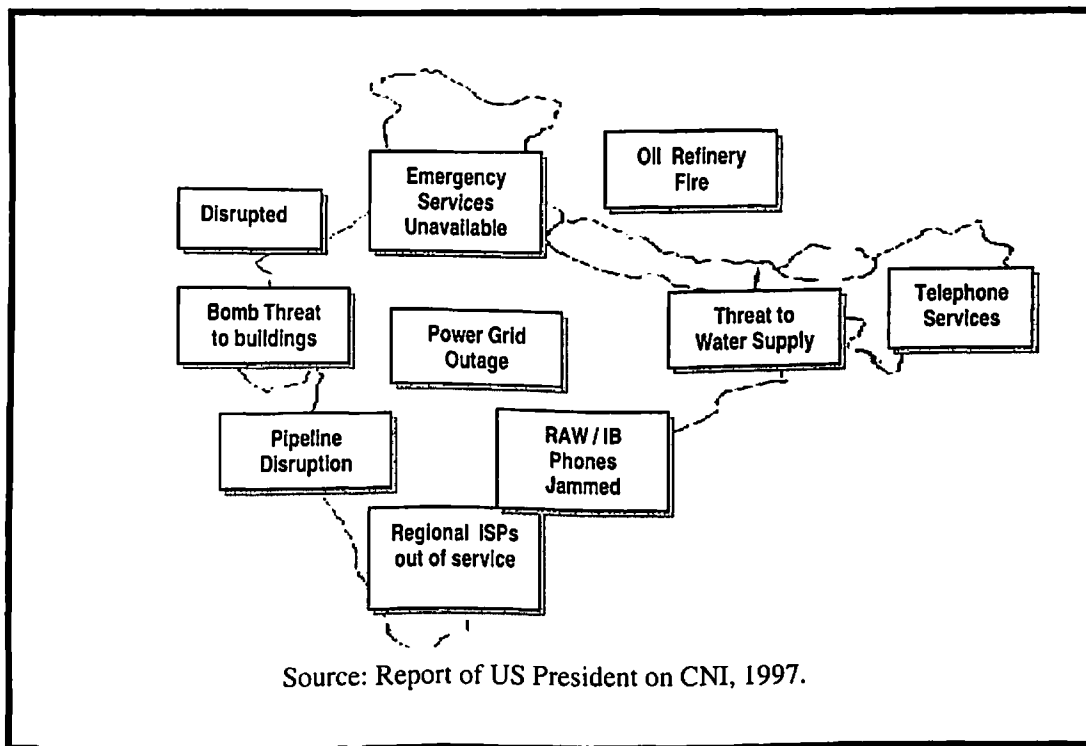 Oil Refinery
Fire
Emergency
Services
Unavailable
Disrupted
Bomb Threat
to buildings
Power Grid
Outage
Threat to
Water Supply
Telephone
Services
Pipeline
Disruption
RAW / IB
Phones
Jammed
Regional ISPs
out of service
Source: Report of US President on CNI, 1997.